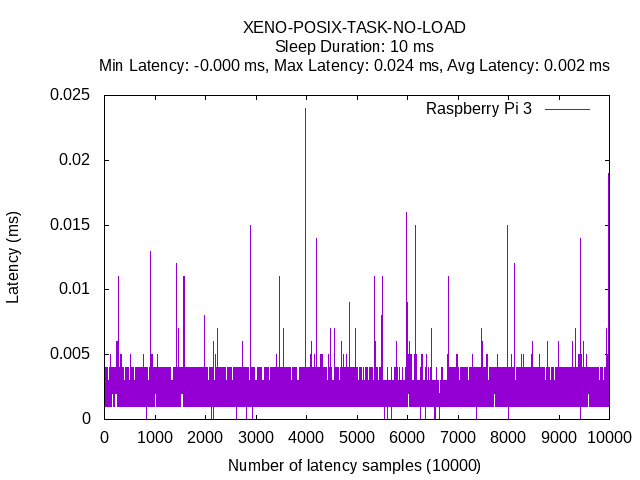 XENO-POSIX-TASK-NO-LOAD
Sleep Duration: 10 ms
Min Latency: -0.000 ms, Max Latency: 0.024 ms, Avg Latency: 0.002 ms
Raspberry Pi 3
Latency (ms)
0.025
0.02
0.015
0.01
0.005
0
0 1000 2000 3000 4000 5000 6000 7000 8000 9000 10000
Number of latency samples (10000)